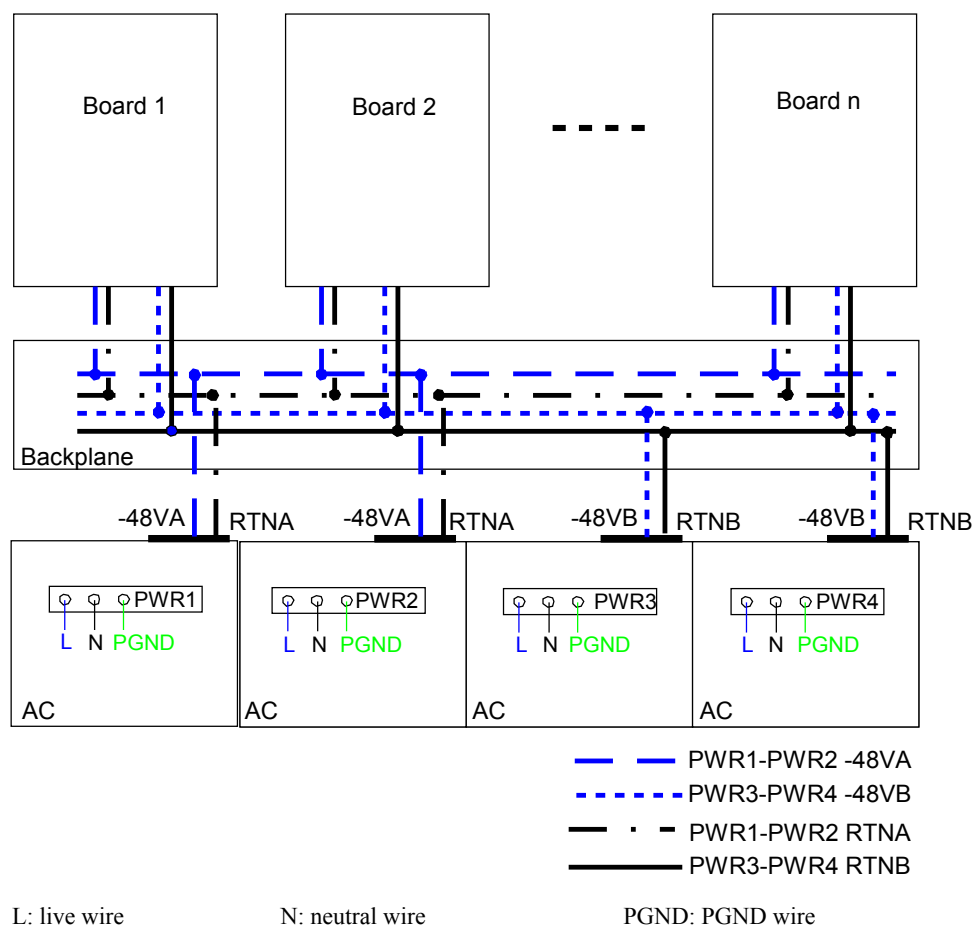 Board 1
Board 2
Board n
Backplane
-48VA RTNA
-48VA RTNA
-48VB RTNB
-48VB RTNB
PWR1
L N PGND
AC
PWR2
L N PGND
AC
PWR3
L N PGND
AC
PWR4
L N PGND
AC
PWR1-PWR2 -48VA
PWR3-PWR4 -48VB
PWR1-PWR2 RTNA
PWR3-PWR4 RTNB
L: live wire N: neutral wire PGND: PGND wire